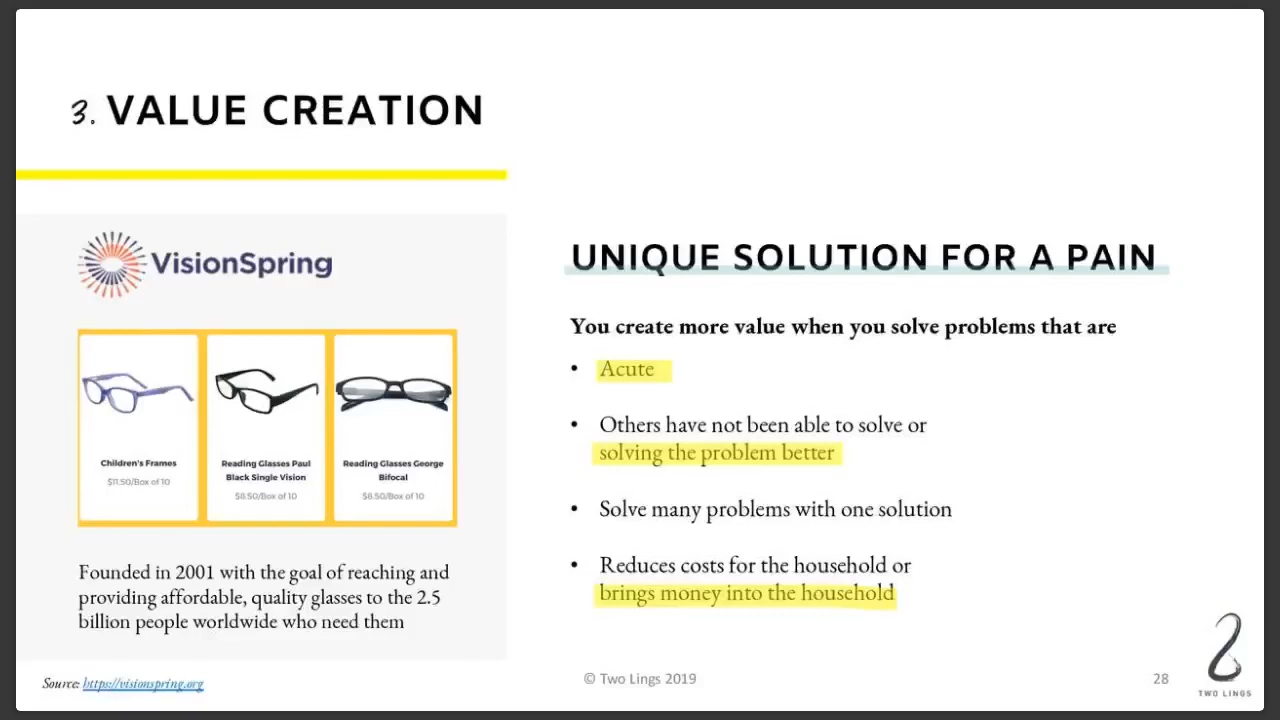 3. VALUE CREATION
VisionSpring
Children's Frames
$11.50/Box of 10
Reading Glasses Paul
Black Single Vision
$8.50/Box of 10
Reading Glasses George
Bifocal
$6.50/Box of 10
Founded in 2001 with the goal of reaching and
providing affordable, quality glasses to the 2.5
billion people worldwide who need them
Source: https://visionspring.org
UNIQUE SOLUTION FOR A PAIN
You create more value when you solve problems that are
• Acute
• Others have not been able to solve or
solving the problem better
• Solve many problems with one solution
• Reduces costs for the household or
brings money into the household
© Two Lings 2019
28
TWO LINGS